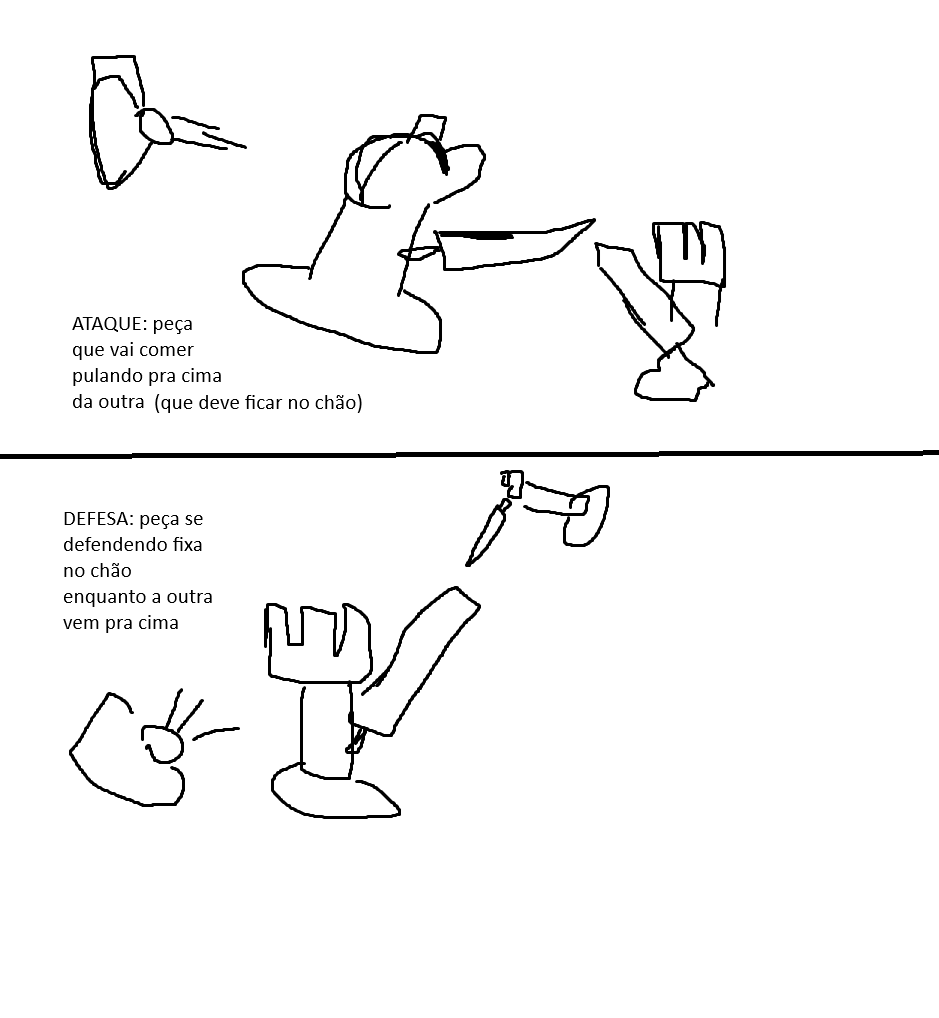 ATAQUE: peça
que vai comer
pulando pra cima
da outra (que deve ficar no chão)
DEFESA: peça se
defendendo fixa
no chão
enquanto a outra
vem pra cima